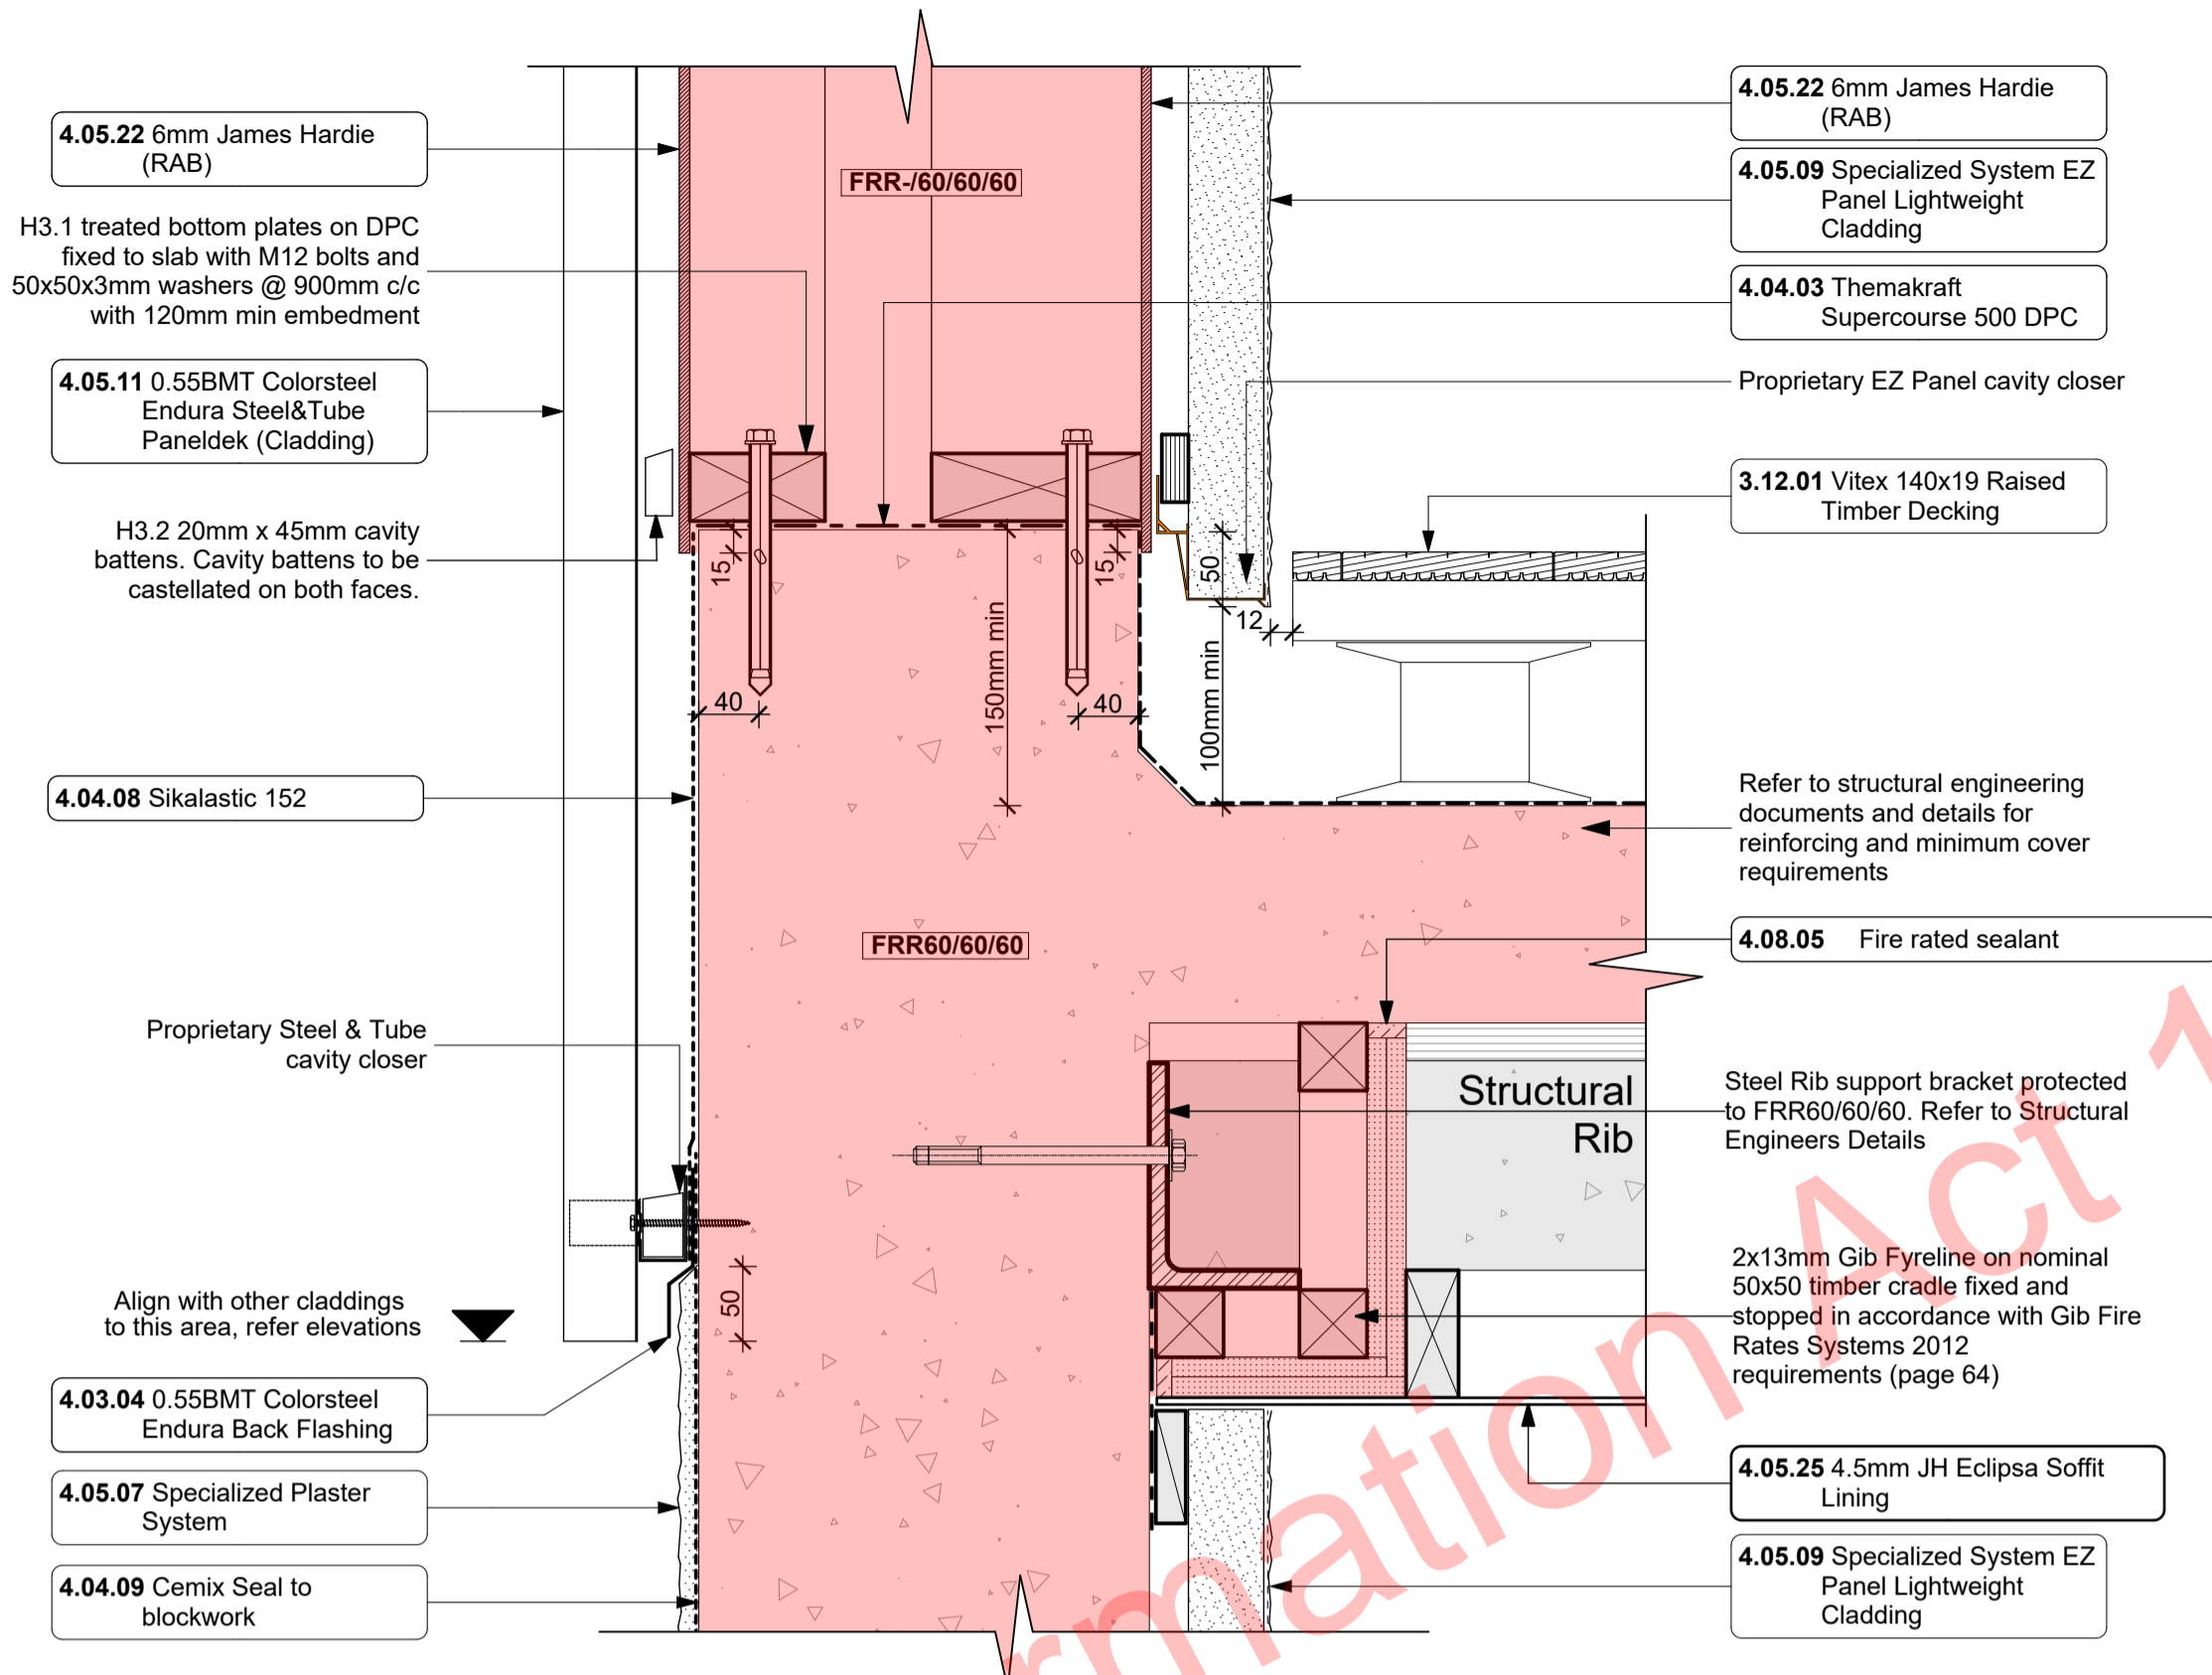 4.05.22 6mm James Hardie
(RAB)
H3.1 treated bottom plates on DPC
fixed to slab with M12 bolts and
50x50x3mm washers @ 900mm c/c
with 120mm min embedment
4.05.11 0.55BMT Colorsteel
Endura Steel&Tube
Paneldek (Cladding)
H3.2 20mm x 45mm cavity
battens. Cavity battens to be
castellated on both faces.
4.04.08 Sikalastic 152
Proprietary Steel & Tube
cavity closer
Align with other claddings
to this area, refer elevations
4.03.04 0.55BMT Colorsteel
Endura Back Flashing
4.05.07 Specialized Plaster
System
4.04.09 Cemix Seal to
blockwork
FRR-/60/60/60
15
15
50
12
40
40
150mm min
100mm min
FRR60/60/60
50
Structural
Rib
4.05.22 6mm James Hardie
(RAB)
4.05.09 Specialized System EZ
Panel Lightweight
Cladding
4.04.03 Themakraft
Supercourse 500 DPC
Proprietary EZ Panel cavity closer
3.12.01 Vitex 140x19 Raised
Timber Decking
Refer to structural engineering
documents and details for
reinforcing and minimum cover
requirements
4.08.05 Fire rated sealant
Steel Rib support bracket protected
to FRR60/60/60. Refer to Structural
Engineers Details
2x13mm Gib Fyreline on nominal
50x50 timber cradle fixed and
stopped in accordance with Gib Fire
Rates Systems 2012
requirements (page 64)
4.05.25 4.5mm JH Eclipsa Soffit
Lining
4.05.09 Specialized System EZ
Panel Lightweight
Cladding
rmation Act 1